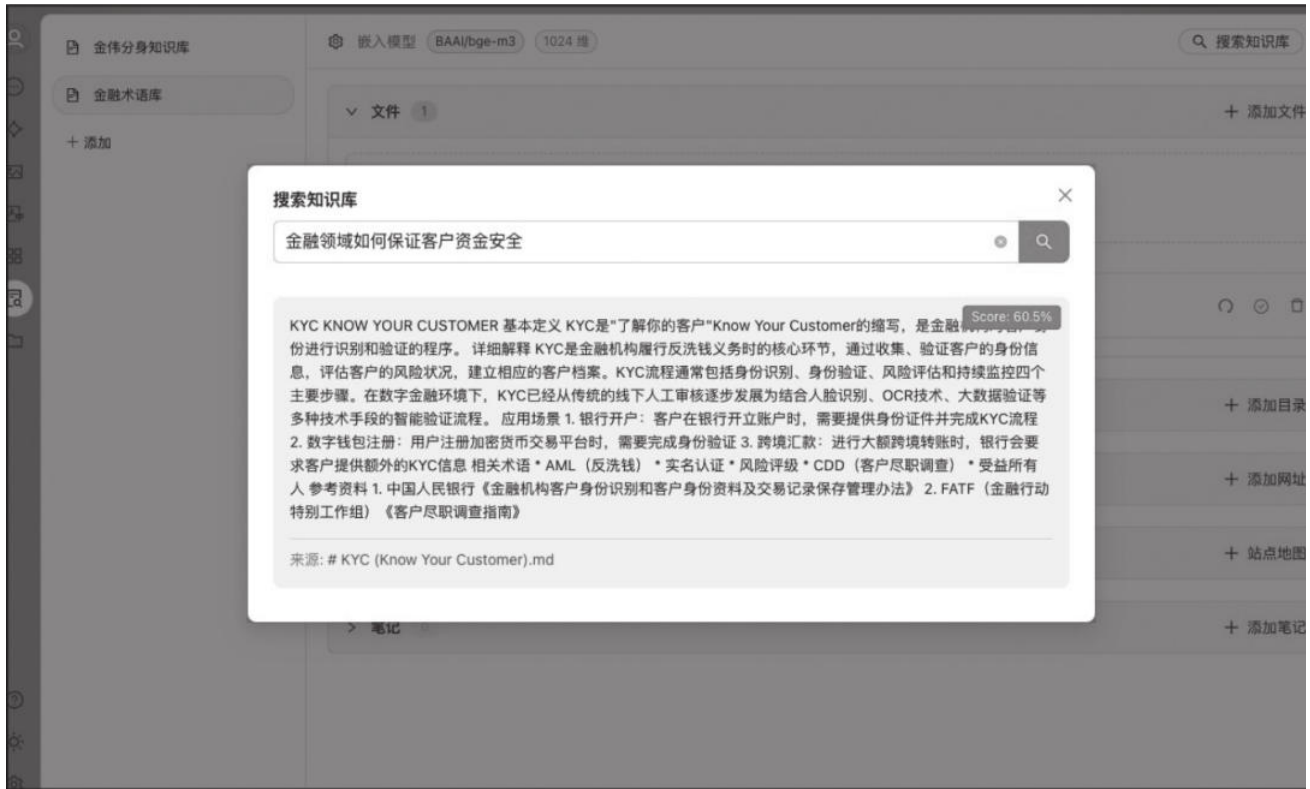 金伟分身知识库
嵌入模型 BAAI/bge-m3 1024 维
搜索知识库
金融术语库
文件 1
+ 添加文件
+ 添加
搜索知识库
金融领域如何保证客户资金安全
Score: 60.5%
KYC KNOW YOUR CUSTOMER 基本定义 KYC是"了解你的客户"Know Your Customer的缩写，是金融
份进行识别和验证的程序。 详细解释 KYC是金融机构履行反洗钱义务时的核心环节，通过收集、验证客户的身份信
息，评估客户的风险状况，建立相应的客户档案。KYC流程通常包括身份识别、身份验证、风险评估和持续监控四个
主要步骤。在数字金融环境下，KYC已经从传统的线下人工审核逐步发展为结合人脸识别、OCR技术、大数据验证等
多种技术手段的智能验证流程。 应用场景 1. 银行开户：客户在银行开立账户时，需要提供身份证件并完成KYC流程
2. 数字钱包注册：用户注册加密货币交易平台时，需要完成身份验证 3. 跨境汇款：进行大额跨境转账时，银行会要
求客户提供额外的KYC信息 相关术语 * AML（反洗钱） * 实名认证 * 风险评级 * CDD（客户尽职调查） * 受益所有
人 参考资料 1. 中国人民银行《金融机构客户身份识别和客户身份资料及交易记录保存管理办法》 2. FATF（金融行动
特别工作组）《客户尽职调查指南》
来源: # KYC (Know Your Customer).md
+ 添加目录
+ 添加网址
+ 站点地图
笔记
+ 添加笔记